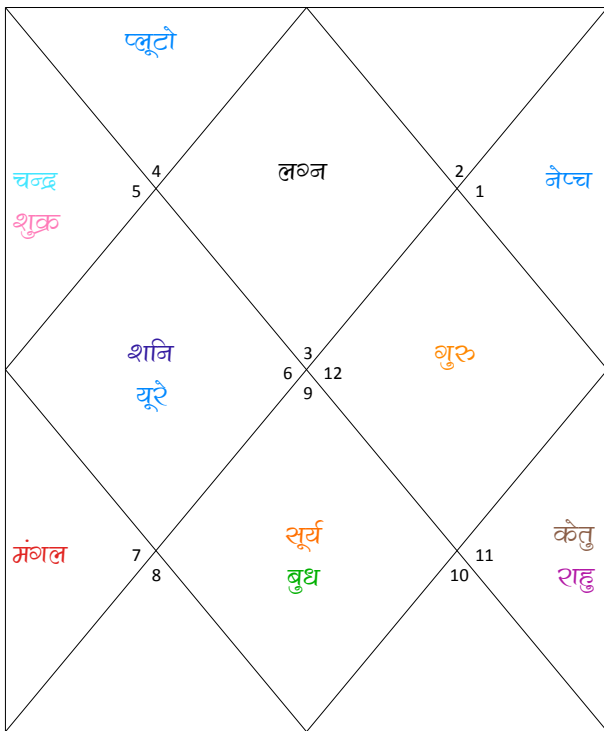 प्लूटो
लग्न
4
2
चन्द्र
5
1
नेप्च
शुक्र
शनि
3
गुरु
6
12
यूरे
9
सूर्य
केतु
मंगल
7
11
बुध
8
10
राहु